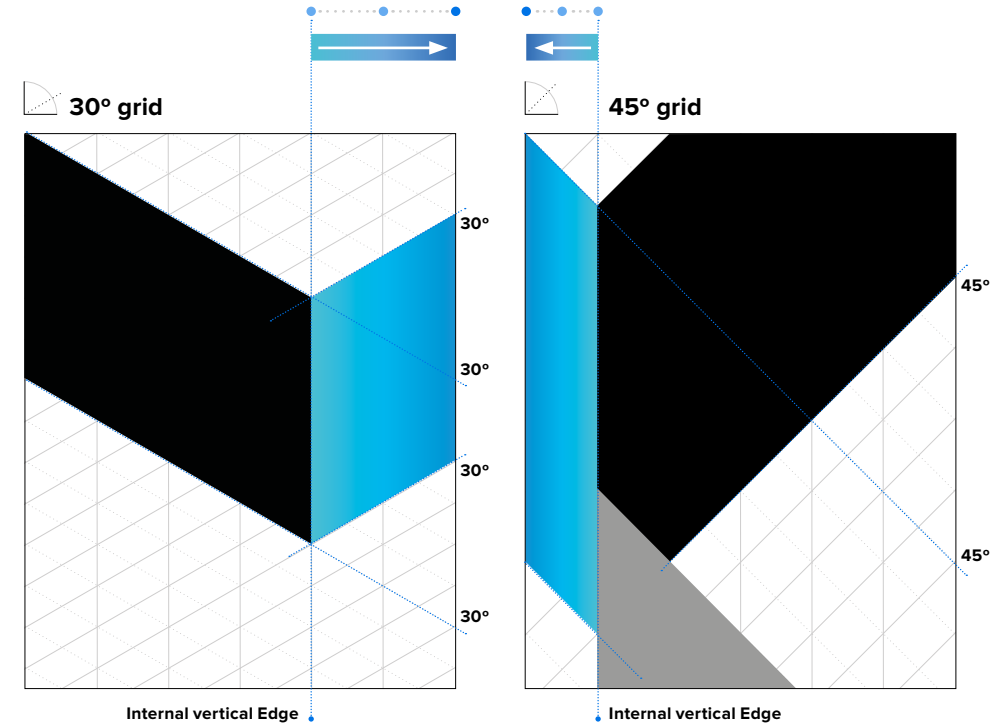 30º grid
30º
30º
30º
30º
Internal vertical Edge
45º grid
45º
45º
Internal vertical Edge